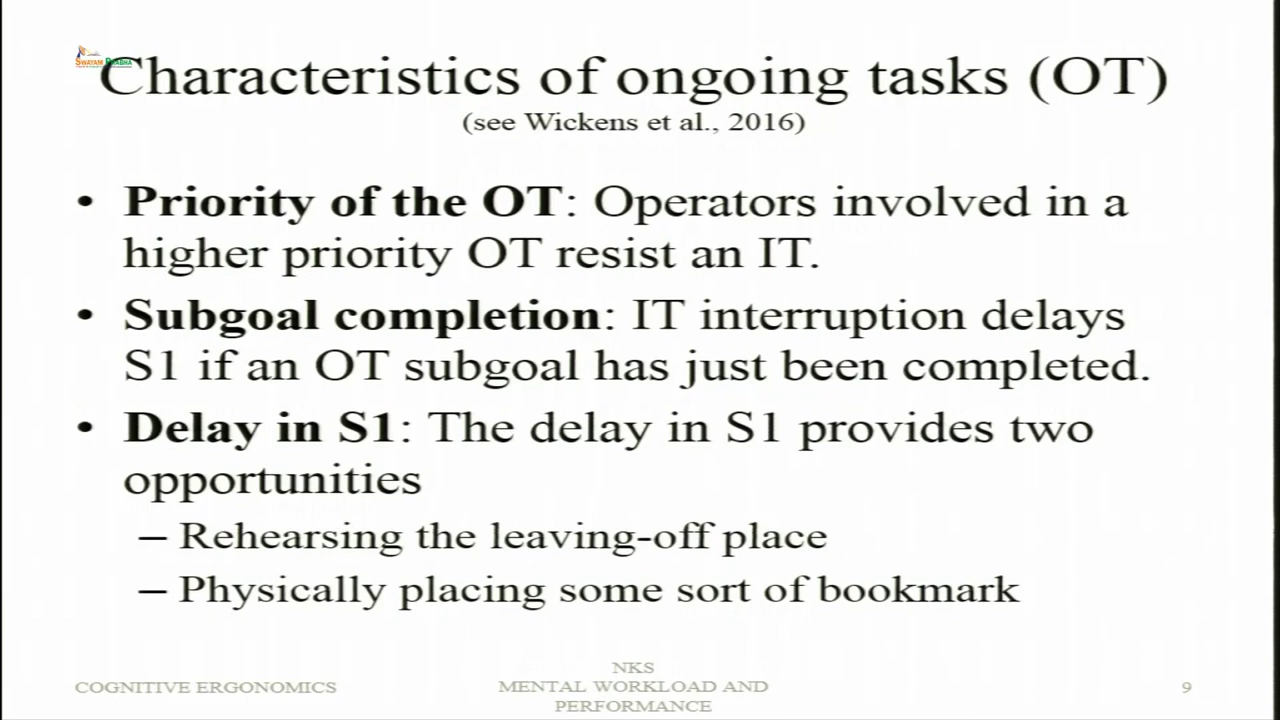 SWAYAM PRABHA
Characteristics of ongoing tasks (OT)
(see Wickens et al., 2016)
• Priority of the OT: Operators involved in a
higher priority OT resist an IT.
• Subgoal completion: IT interruption delays
S1 if an OT subgoal has just been completed.
• Delay in S1: The delay in S1 provides two
opportunities
– Rehearsing the leaving-off place
– Physically placing some sort of bookmark
COGNITIVE ERGONOMICS
NKS
MENTAL WORKLOAD AND
PERFORMANCE
9